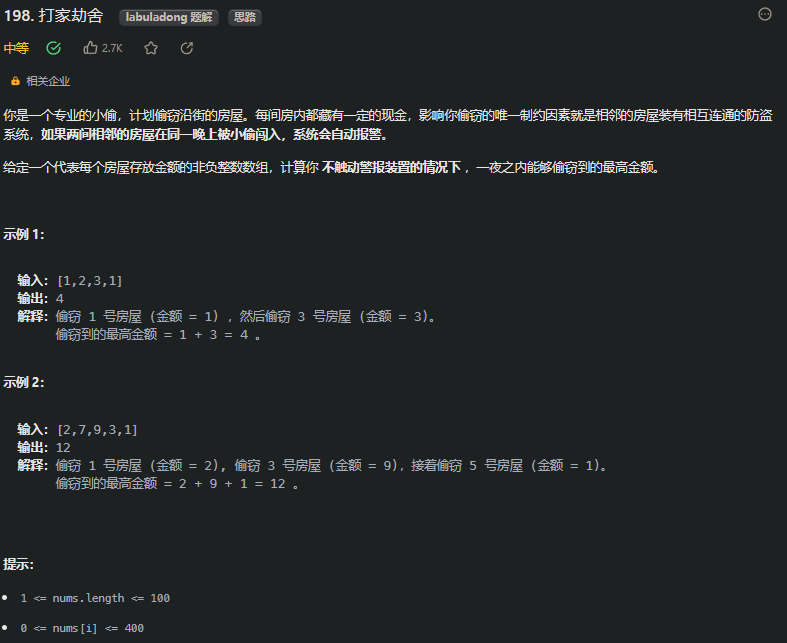 198. 打家劫舍 labuladong 题解 思路
中等 2.7K
相关企业
你是一个专业的小偷，计划偷窃沿街的房屋。每间房内都藏有一定的现金，影响你偷窃的唯一制约因素就是相邻的房屋装有相互连通的防盗
系统，如果两间相邻的房屋在同一晚上被小偷闯入，系统会自动报警。
给定一个代表每个房屋存放金额的非负整数数组，计算你 不触动警报装置的情况下 ，一夜之内能够偷窃到的最高金额。
示例 1：
输入：[1,2,3,1]
输出：4
解释：偷窃 1 号房屋 (金额 = 1) ，然后偷窃 3 号房屋 (金额 = 3)。
偷窃到的最高金额 = 1 + 3 = 4 。
示例 2：
输入：[2,7,9,3,1]
输出：12
解释：偷窃 1 号房屋 (金额 = 2), 偷窃 3 号房屋 (金额 = 9)，接着偷窃 5 号房屋 (金额 = 1)。
偷窃到的最高金额 = 2 + 9 + 1 = 12 。
提示：
1 <= nums.length <= 100
0 <= nums[i] <= 400